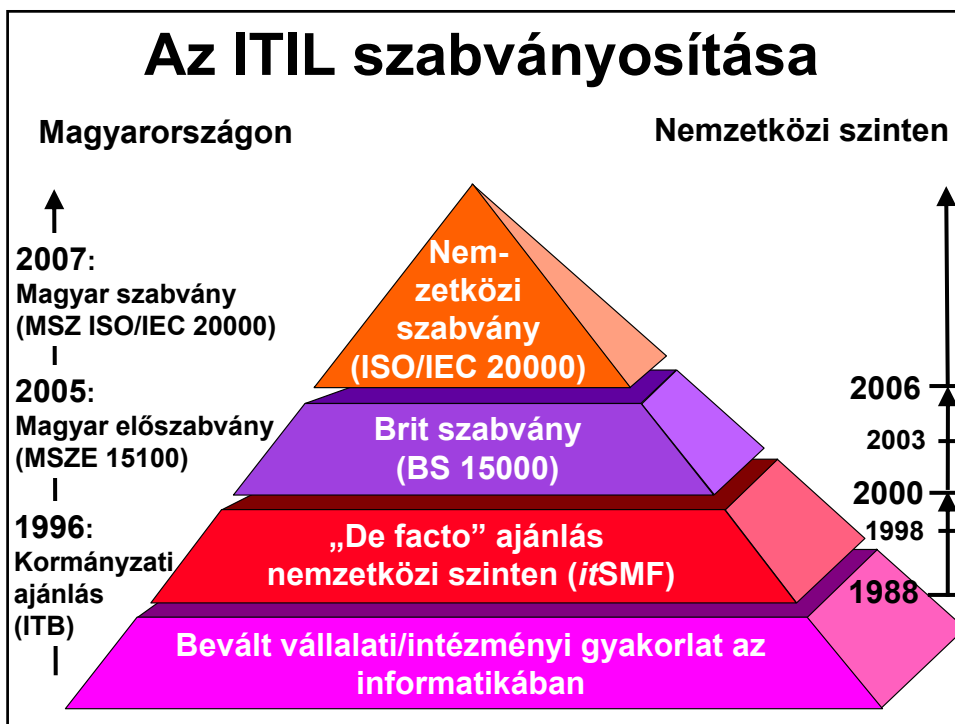 Az ITIL szabványosítása
Magyarországon
Nemzetközi szinten
2007:
Magyar szabvány
(MSZ ISO/IEC 20000)
2005:
Magyar előszabvány
(MSZE 15100)
1996:
Kormányzati
ajánlás
(ITB)
Nem-
zetközi
szabvány
(ISO/IEC 20000)
Brit szabvány
(BS 15000)
„De facto” ajánlás
nemzetközi szinten (itSMF)
Bevált vállalati/intézményi gyakorlat az
informatikában
2006
2003
2000
1998
1988